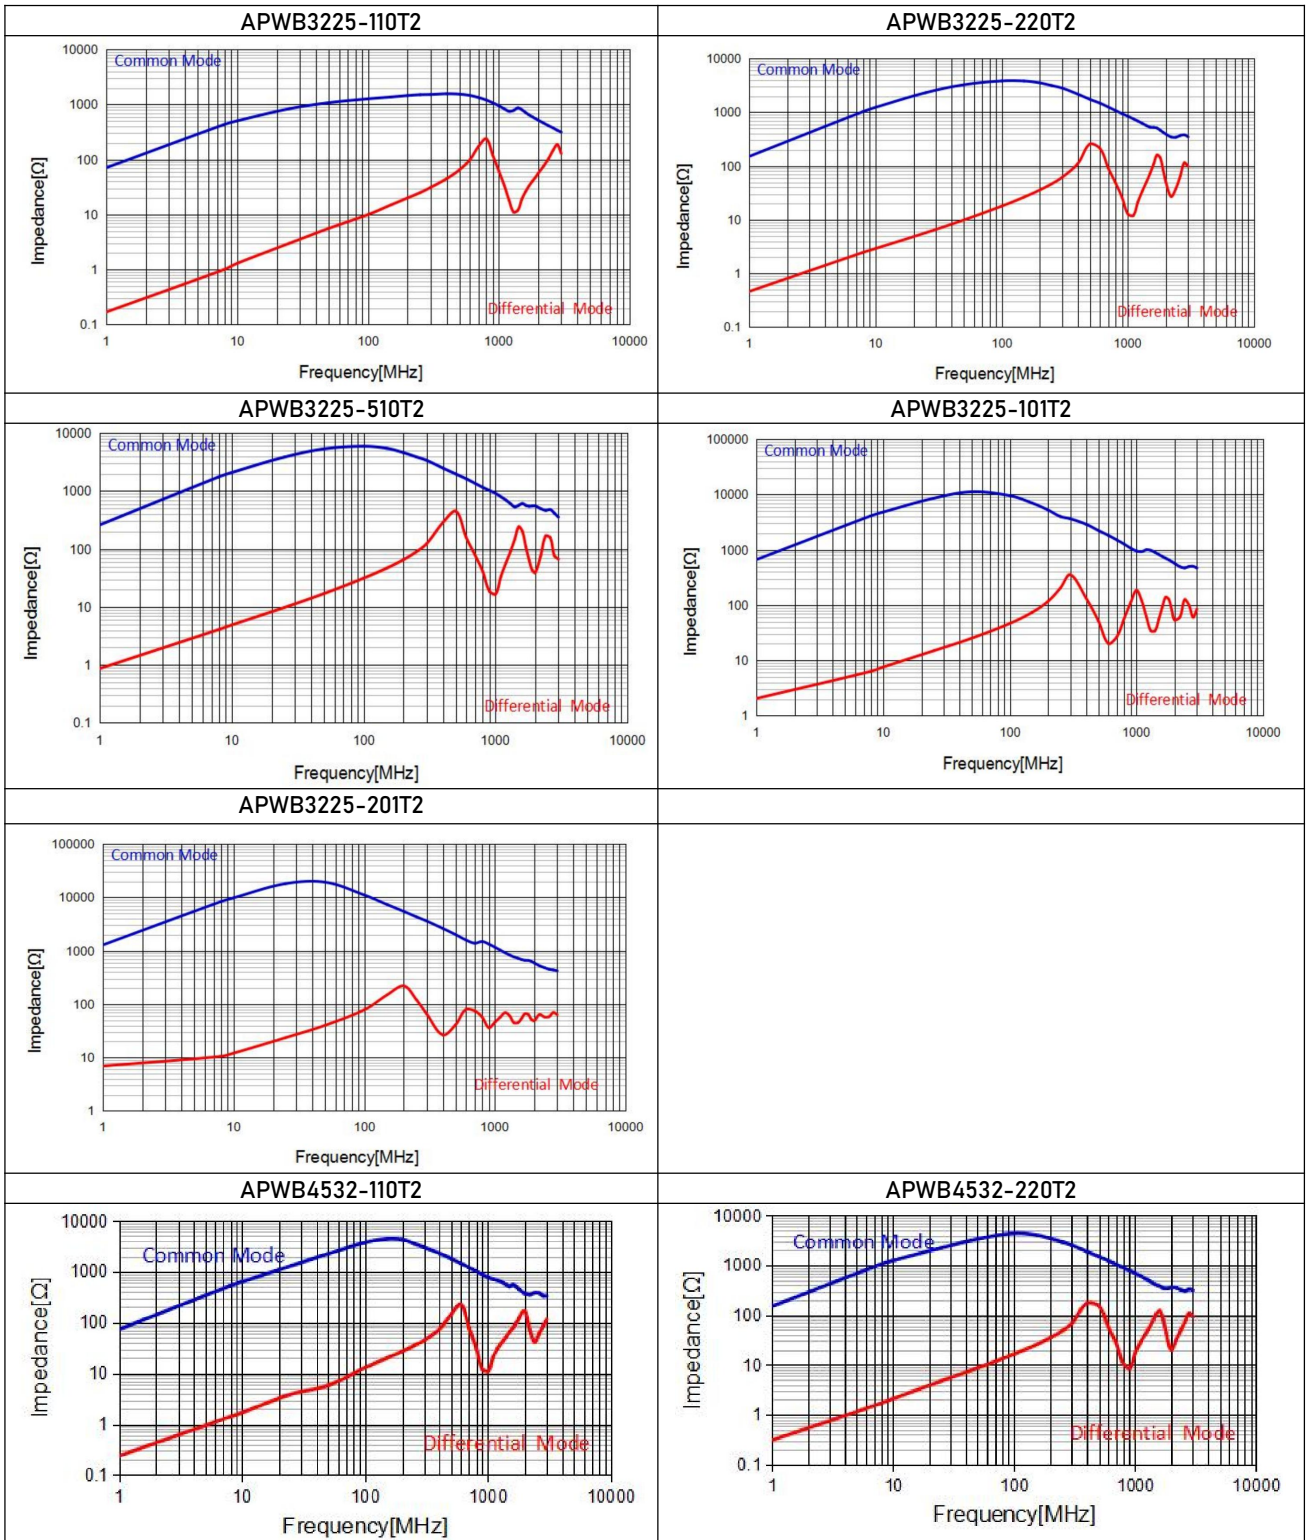 APWB3225-110T2
APWB3225-220T2
10000
1000
100
10
1
0.1
Impedance[Ω]
Common Mode
Differential Mode
1 10 100 1000 10000
Frequency[MHz]
10000
1000
100
10
1
0.1
Impedance[Ω]
Common Mode
Differential Mode
1 10 100 1000 10000
Frequency[MHz]
APWB3225-510T2
APWB3225-101T2
10000
1000
100
10
1
0.1
Impedance[Ω]
Common Mode
Differential Mode
1 10 100 1000 10000
Frequency[MHz]
100000
10000
1000
100
10
1
Impedance[Ω]
Common Mode
Differential Mode
1 10 100 1000 10000
Frequency[MHz]
APWB3225-201T2
100000
10000
1000
100
10
1
Impedance[Ω]
Common Mode
Differential Mode
1 10 100 1000 10000
Frequency[MHz]
APWB4532-110T2
APWB4532-220T2
10000
1000
100
10
1
0.1
Impedance[Ω]
Common Mode
Differential Mode
1 10 100 1000 10000
Frequency[MHz]
10000
1000
100
10
1
0.1
Impedance[Ω]
Common Mode
Differential Mode
1 10 100 1000 10000
Frequency[MHz]